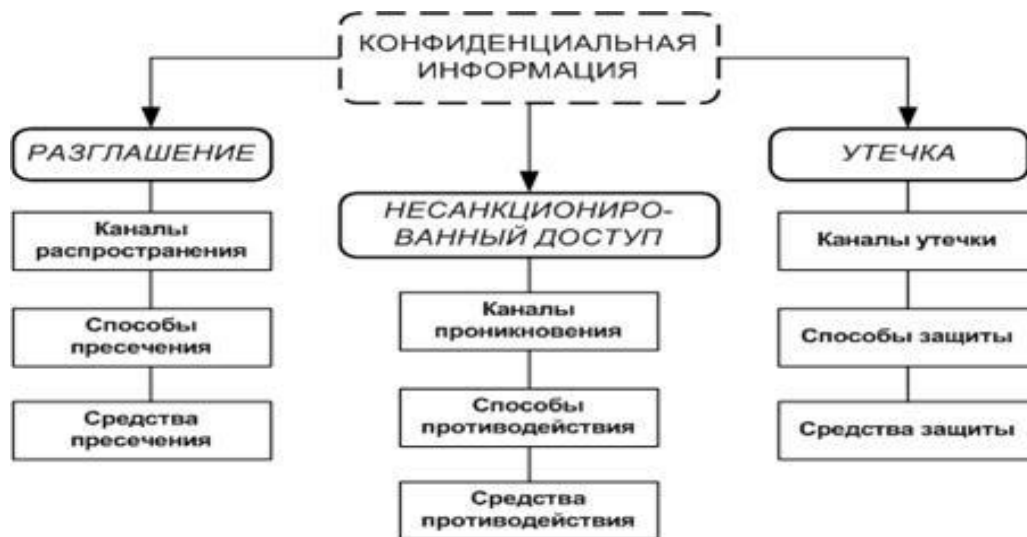 КОНФИДЕНЦИАЛЬНАЯ
ИНФОРМАЦИЯ
РАЗГЛАШЕНИЕ
Каналы
распространения
Способы
пресечения
Средства
пресечения
НЕСАНКЦИОНИРО-
ВАННЫЙ ДОСТУП
Каналы
проникновения
Способы
противодействия
Средства
противодействия
УТЕЧКА
Каналы утечки
Способы защиты
Средства защиты